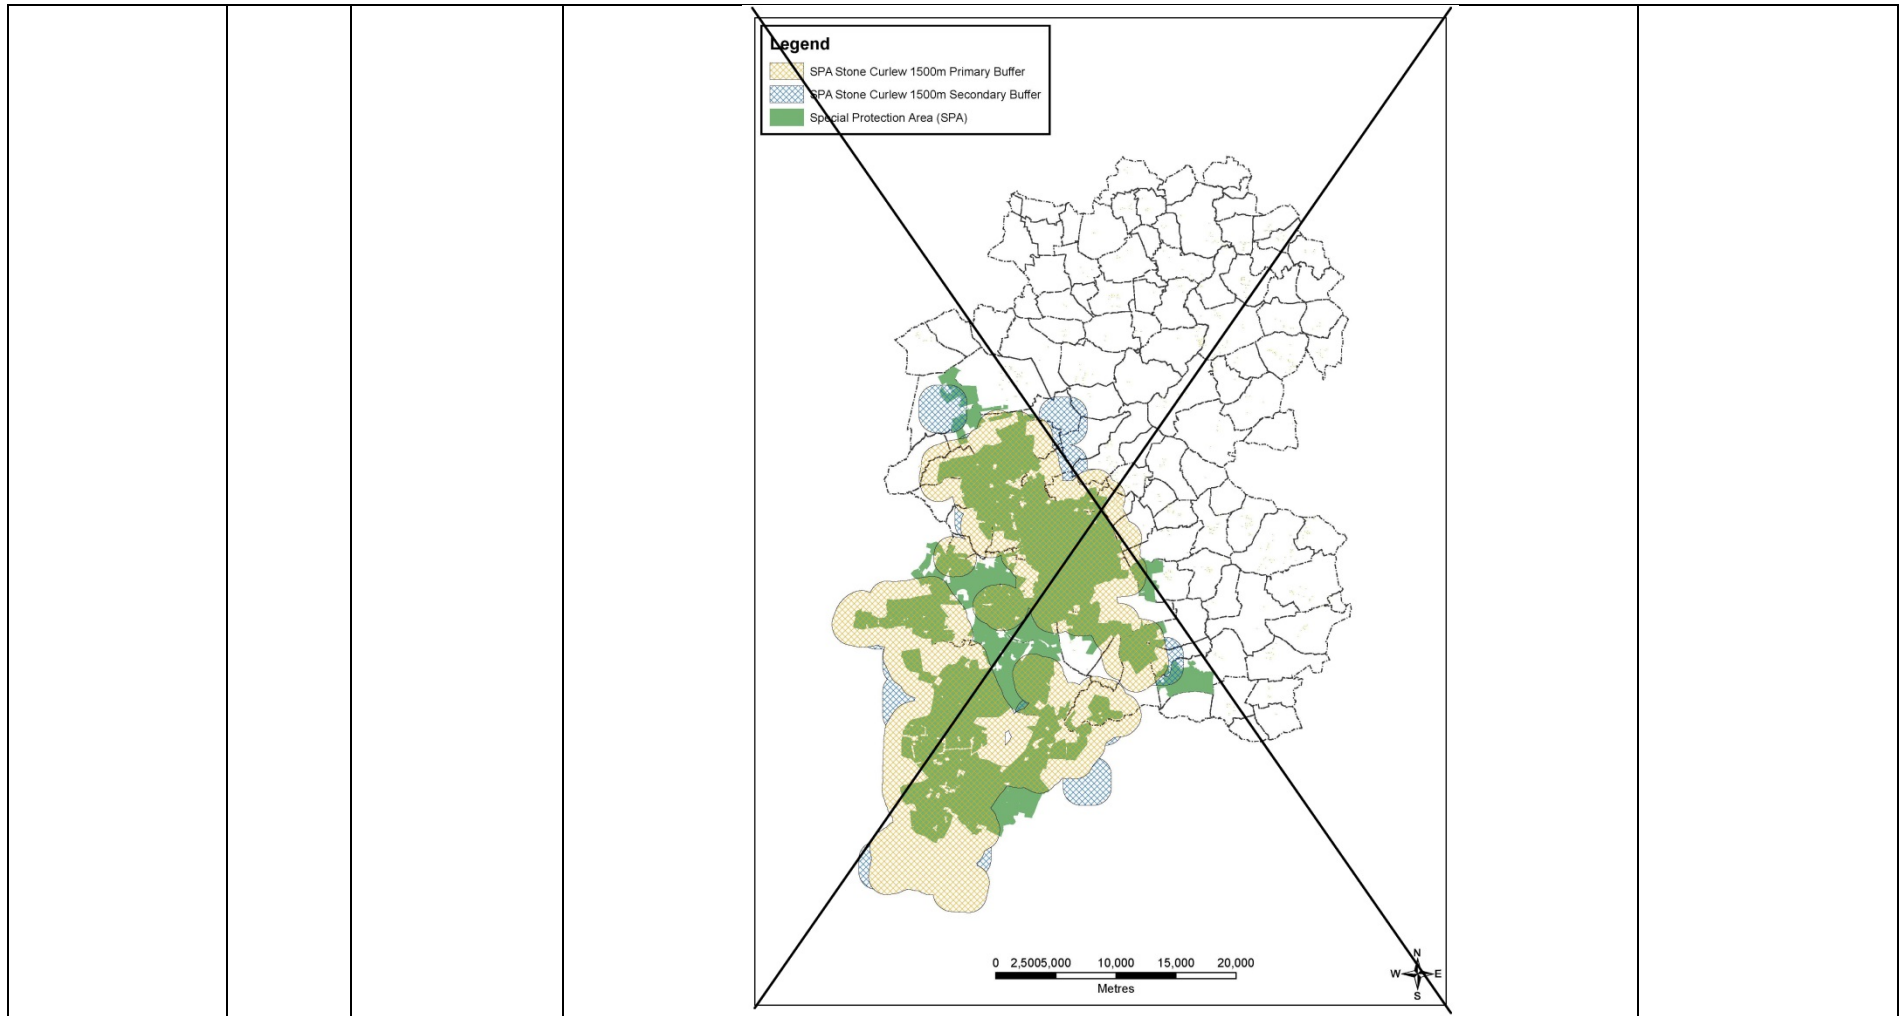 Legend
SPA Stone Curlew 1500m Primary Buffer
SPA Stone Curlew 1500m Secondary Buffer
Special Protection Area (SPA)
0 2,5005,000 10,000 15,000 20,000
Metres
N
W E
S